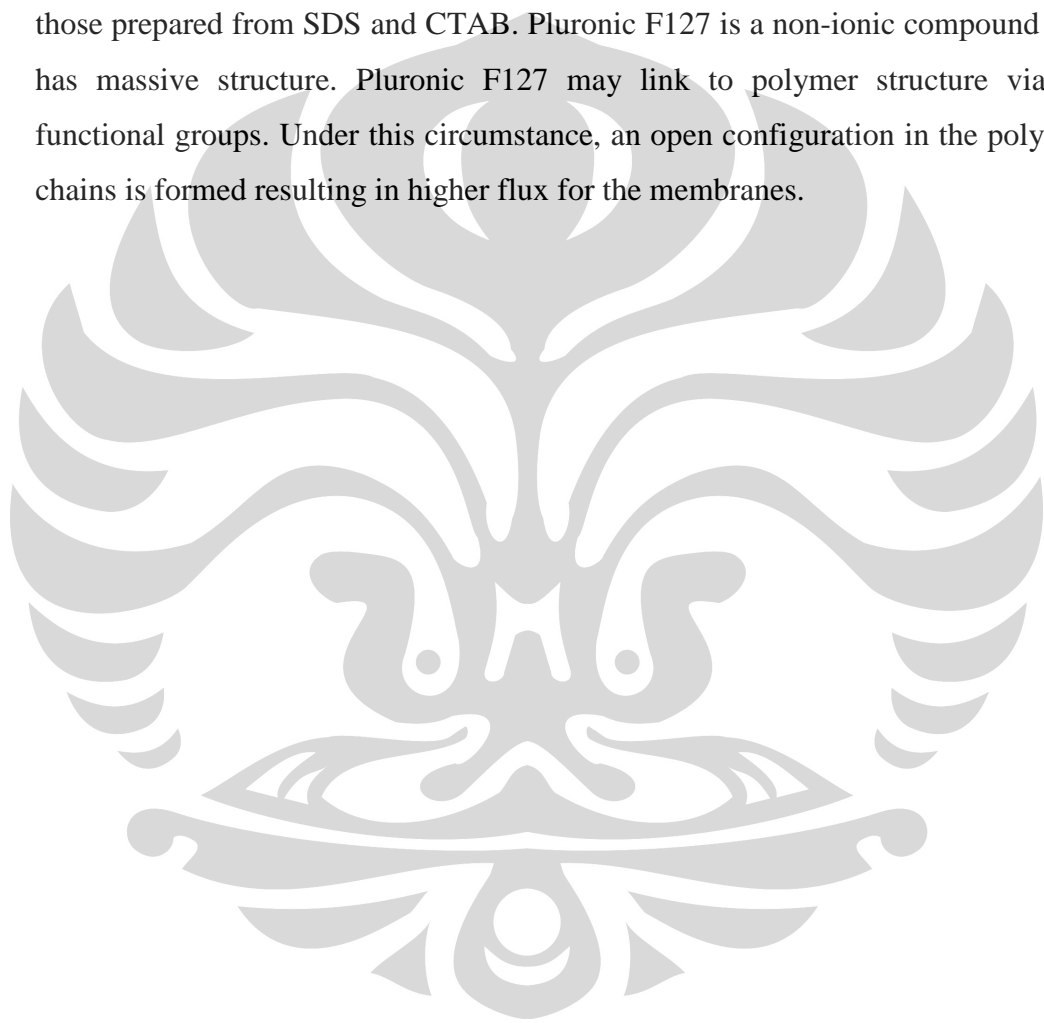 those prepared from SDS and CTAB. Pluronic F127 is a non-ionic compound
has massive structure. Pluronic F127 may link to polymer structure via
functional groups. Under this circumstance, an open configuration in the poly
chains is formed resulting in higher flux for the membranes.